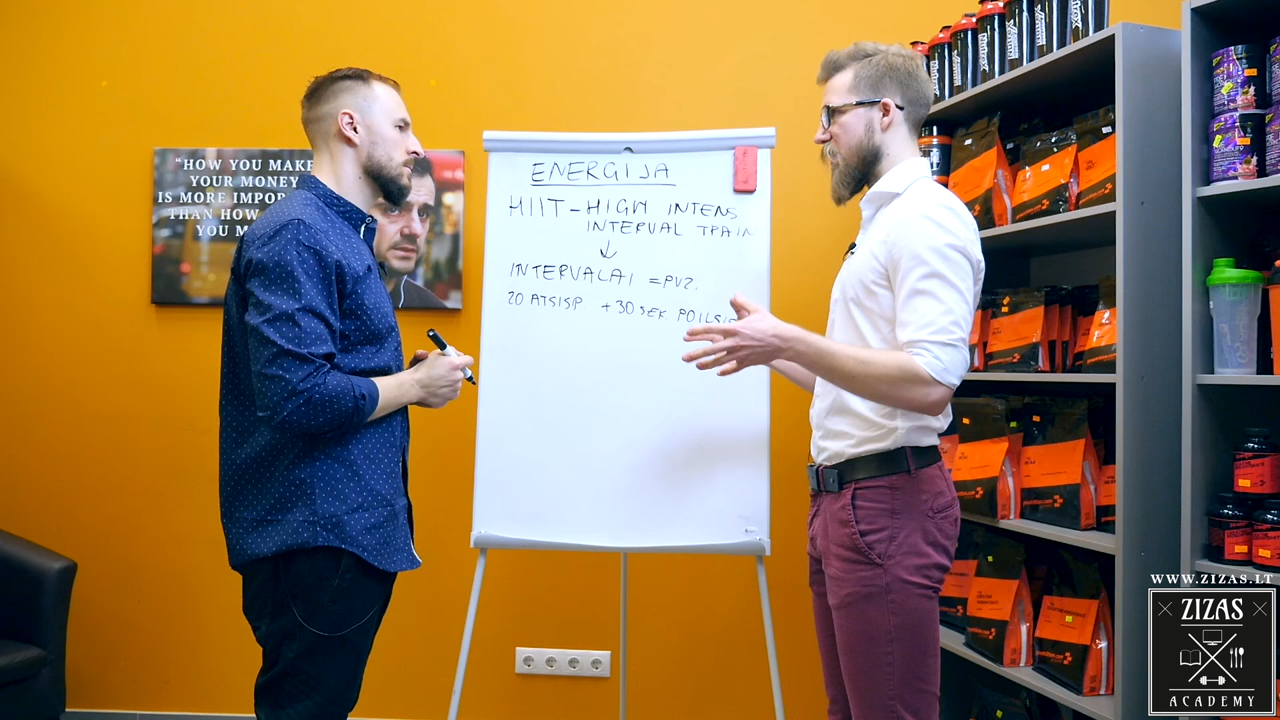 "HOW YOU MAKE
YOUR MONEY
IS MORE IMPOR
THAN HOW
YOU M
ENERGIJA
HIIT - HIGH INTENS
INTERVAL TRAIN
↓
INTERVALAI = PVZ.
20 ATSISP. + 30 SEK POILSIS
WWW.ZIZAS.LT
ZIZAS
ACADEMY